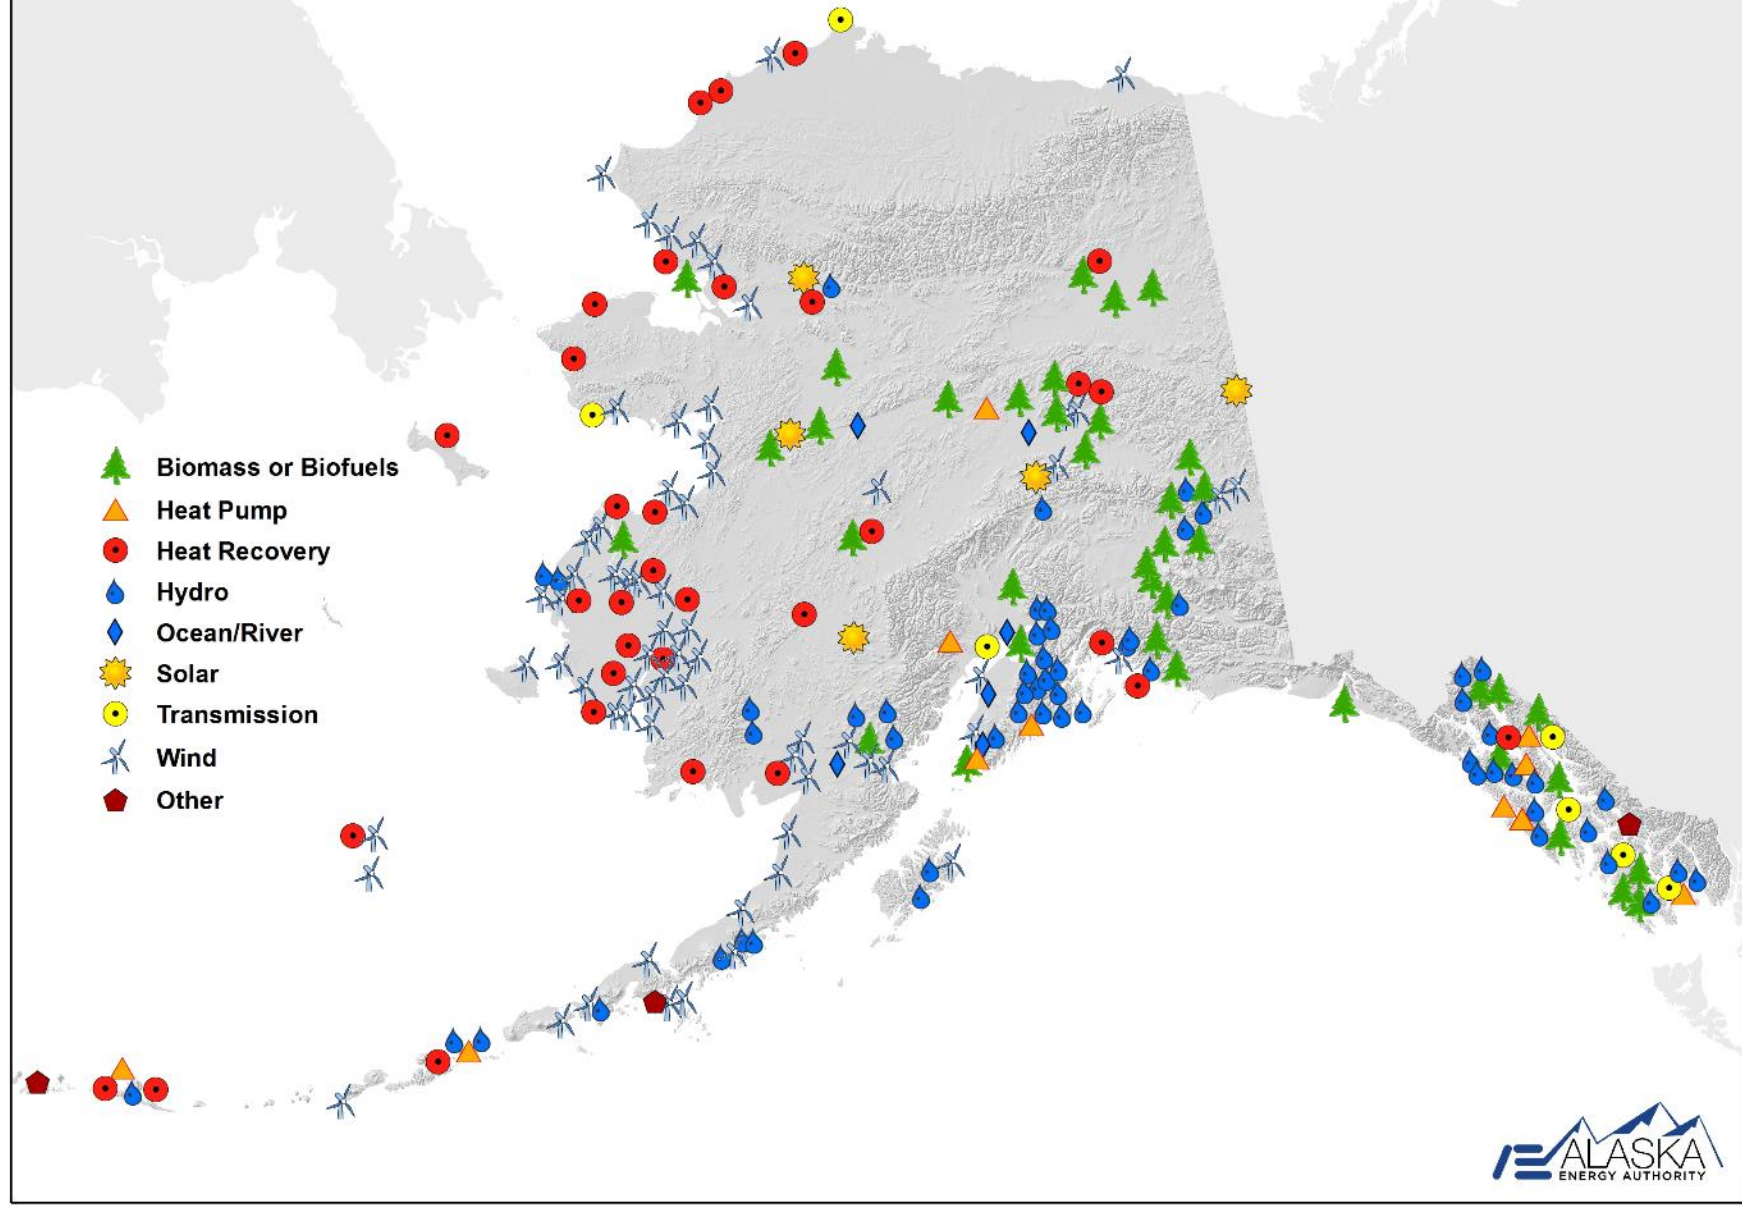 Biomass or Biofuels
Heat Pump
Heat Recovery
Hydro
Ocean/River
Solar
Transmission
Wind
Other
ALASKA
ENERGY AUTHORITY